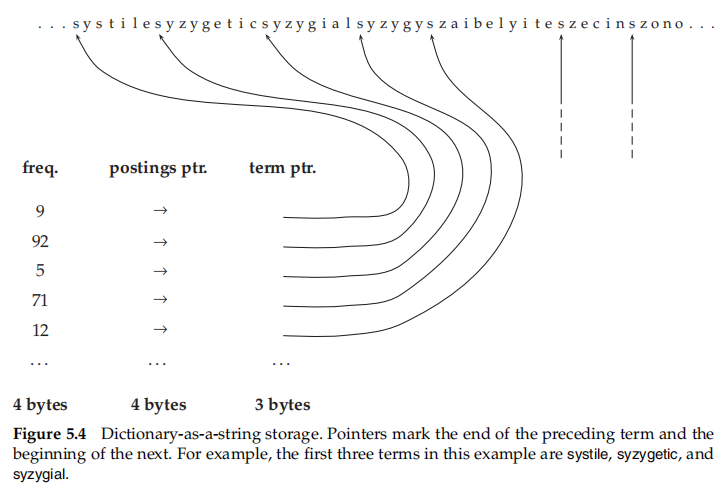 . . . s y s t i l e s y z y g e t i c s y z y g i a l s y z y g y s z a i b e l y i t e s z e c i n s z o n o . . .
freq. postings ptr. term ptr.
9 →
92 →
5 →
71 →
12 →
. . . . . . . . .
4 bytes 4 bytes 3 bytes
Figure 5.4 Dictionary-as-a-string storage. Pointers mark the end of the preceding term and the
beginning of the next. For example, the first three terms in this example are systile, syzygetic, and
syzygial.